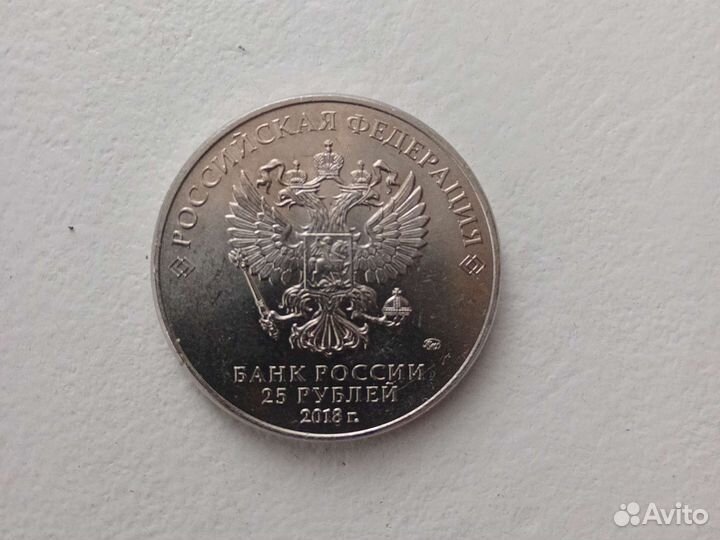 РОССИЙСКАЯ ФЕДЕРАЦИЯ
БАНК РОССИИ
25 РУБЛЕЙ
2018 г.
Avito